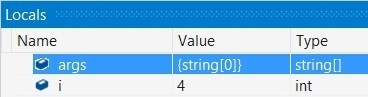 Locals
Name Value Type
args {string[0]} string[]
i 4 int